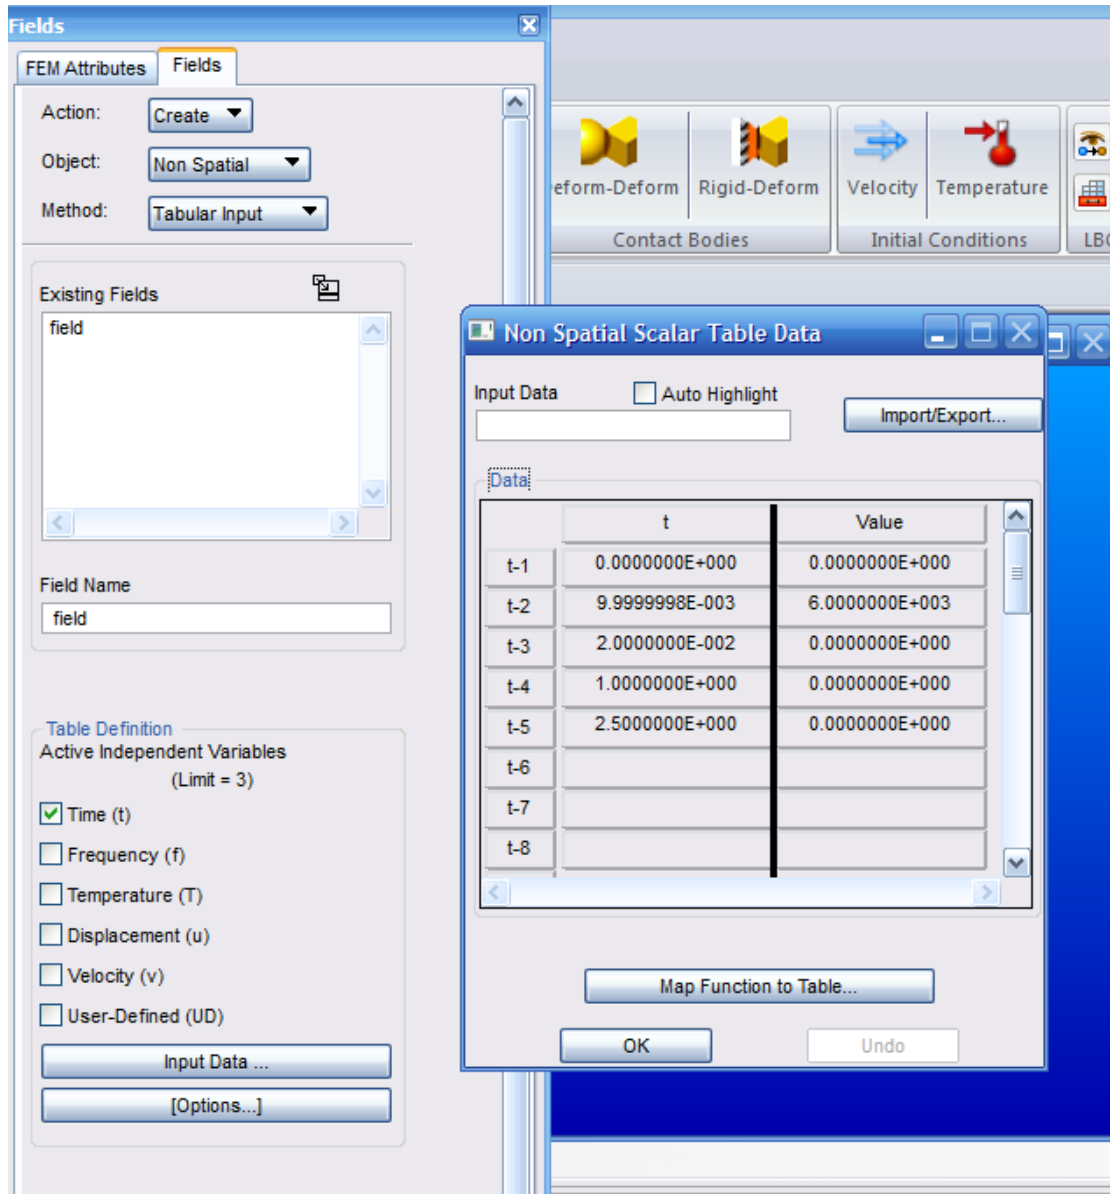 Fields
FEM Attributes Fields
Action: Create
Object: Non Spatial
Method: Tabular Input
Existing Fields
field
Field Name
field
Table Definition
Active Independent Variables
(Limit = 3)
Time (t)
Frequency (f)
Temperature (T)
Displacement (u)
Velocity (v)
User-Defined (UD)
Input Data ...
[Options...]
eform-Deform Rigid-Deform Velocity Temperature
Contact Bodies Initial Conditions LBC
Non Spatial Scalar Table Data
Input Data Auto Highlight Import/Export...
Data
t Value
t-1 0.0000000E+000 0.0000000E+000
t-2 9.9999998E-003 6.0000000E+003
t-3 2.0000000E-002 0.0000000E+000
t-4 1.0000000E+000 0.0000000E+000
t-5 2.5000000E+000 0.0000000E+000
t-6
t-7
t-8
Map Function to Table...
OK Undo